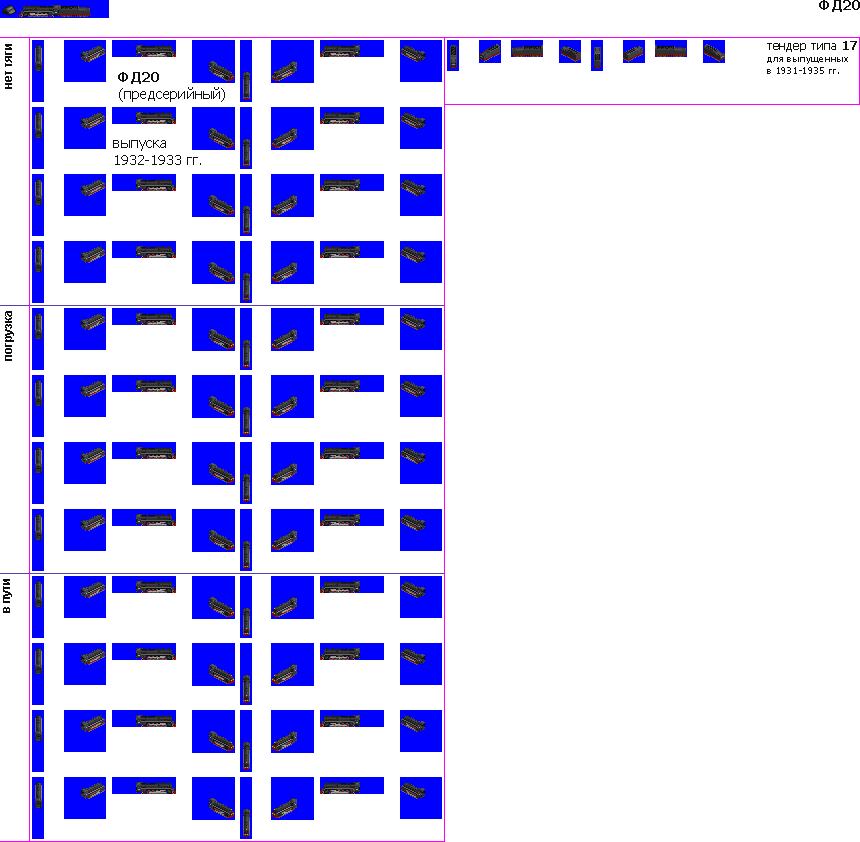 ФД20
нет тяги
ФД20
(предсерийный)
выпуска
1932-1933 гг.
тендер типа 17
для выпущенных
в 1931-1935 гг.
погрузка
в пути